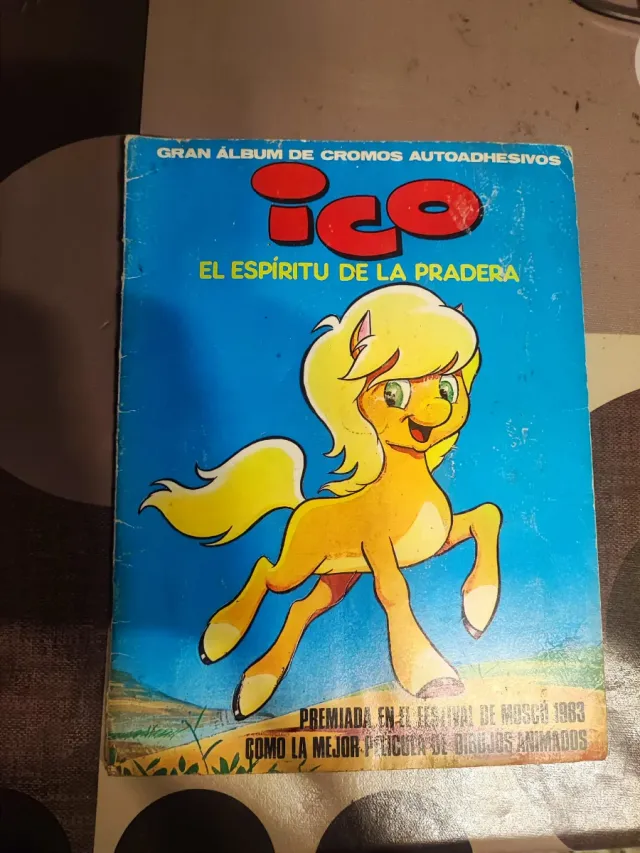 GRAN ÁLBUM DE CROMOS AUTOADHESIVOS
ico
EL ESPÍRITU DE LA PRADERA
PREMIADA EN EL FESTIVAL DE MOSCÚ 1983
COMO LA MEJOR PELÍCULA DE DIBUJOS ANIMADOS